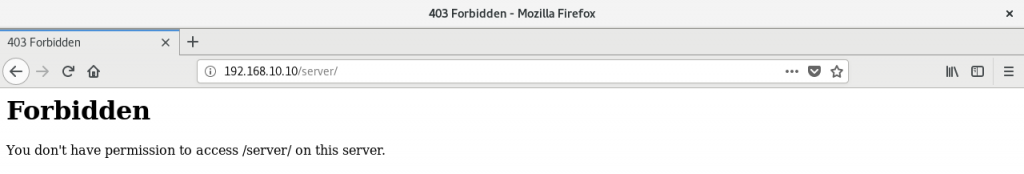 403 Forbidden - Mozilla Firefox
403 Forbidden
192.168.10.10/server/
Forbidden
You don't have permission to access /server/ on this server.